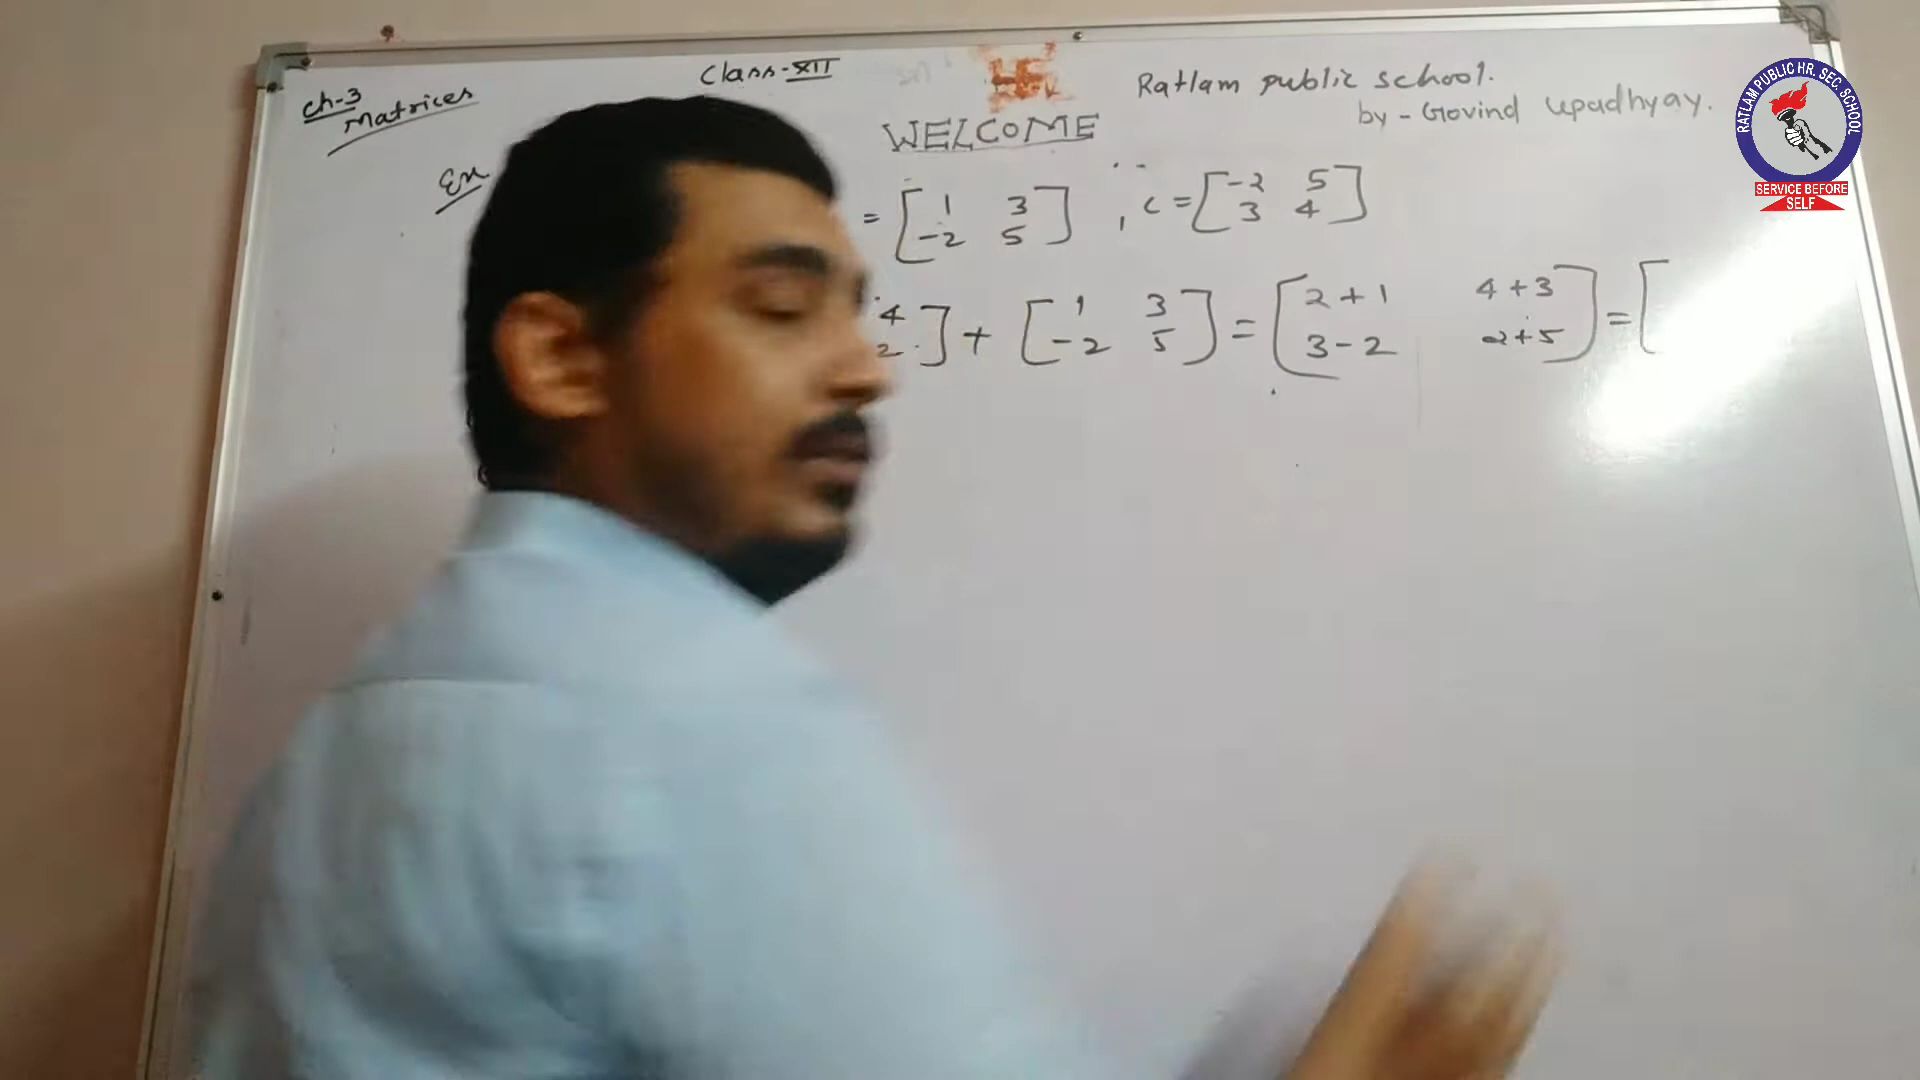 Ch-3
Matrices
Class-XII
Ratlam public school.
by - Govind Upadhyay.
WELCOME
Ex
= [ 1 3 ] , C = [ -2 5 ]
[ -2 5 ] [ 3 4 ]
4 ] + [ 1 3 ] = [ 2+1 4+3 ] = [
2 ] [ -2 5 ] [ 3-2 2+5 ]
RATLAM PUBLIC HR. SEC. SCHOOL
SERVICE BEFORE
SELF